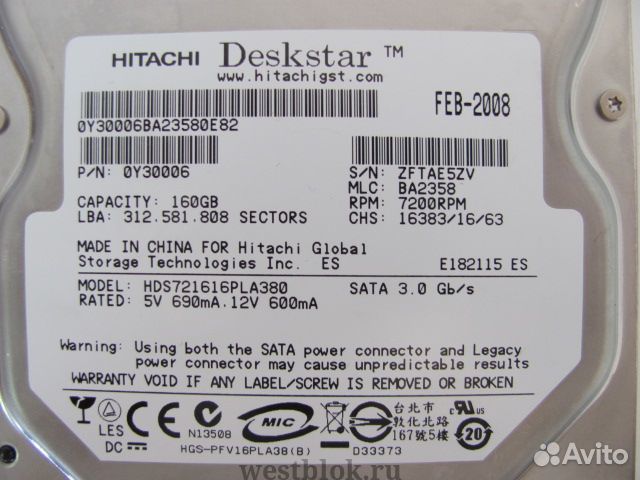 HITACHI Deskstar ™
www.hitachigst.com
FEB-2008
0Y30006BA23580E82
P/N: 0Y30006
S/N: ZFTAE5ZV
MLC: BA2358
CAPACITY: 160GB
RPM: 7200RPM
LBA: 312.581.808 SECTORS
CHS: 16383/16/63
MADE IN CHINA FOR Hitachi Global
Storage Technologies Inc. ES
E182115 ES
MODEL: HDS721616PLA380
SATA 3.0 Gb/s
RATED: 5V 690mA.12V 600mA
Warning: Using both the SATA power connector and Legacy
power connector may cause unpredictable results
WARRANTY VOID IF ANY LABEL/SCREW IS REMOVED OR BROKEN
LES
DC
CE
N13508
MIC
D33373
台北市
敦化北路
167號5樓
c RU us
20
HGS-PFV16PLA38(B)
westblok.ru
Avito